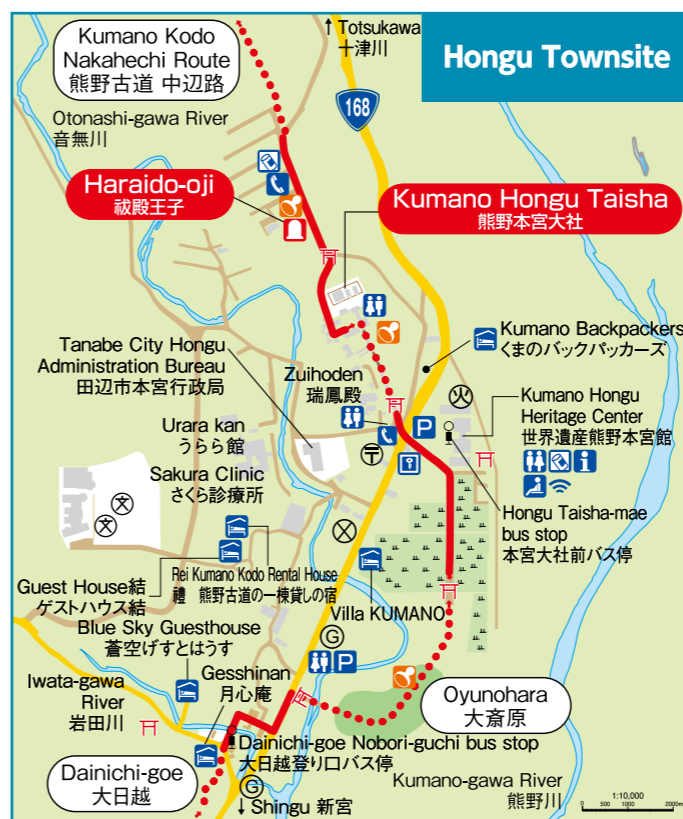 Hongu Townsite
Kumano Kodo
Nakahechi Route
熊野古道 中辺路
↑ Totsukawa
十津川
168
Otonashi-gawa River
音無川
Haraido-oji
祓殿王子
Kumano Hongu Taisha
熊野本宮大社
Kumano Backpackers
くまのバックパッカーズ
Tanabe City Hongu
Administration Bureau
田辺市本宮行政局
Zuihoden
瑞鳳殿
火
Kumano Hongu
Heritage Center
世界遺産熊野本宮館
P
〒
i
Urara kan
うらら館
Sakura Clinic
さくら診療所
文
文
Hongu Taisha-mae
bus stop
本宮大社前バス停
Rei Kumano Kodo Rental House
禮 熊野古道の一棟貸しの宿
Guest House結
ゲストハウス結
Villa KUMANO
Blue Sky Guesthouse
蒼空げすとはうす
G
P
Gesshinan
月心庵
Oyunohara
大斎原
Iwata-gawa
River
岩田川
Dainichi-goe Nobori-guchi bus stop
大日越登り口バス停
Dainichi-goe
大日越
G
↓ Shingu 新宮
Kumano-gawa River
熊野川
1:10,000
0 500 1000 2000m